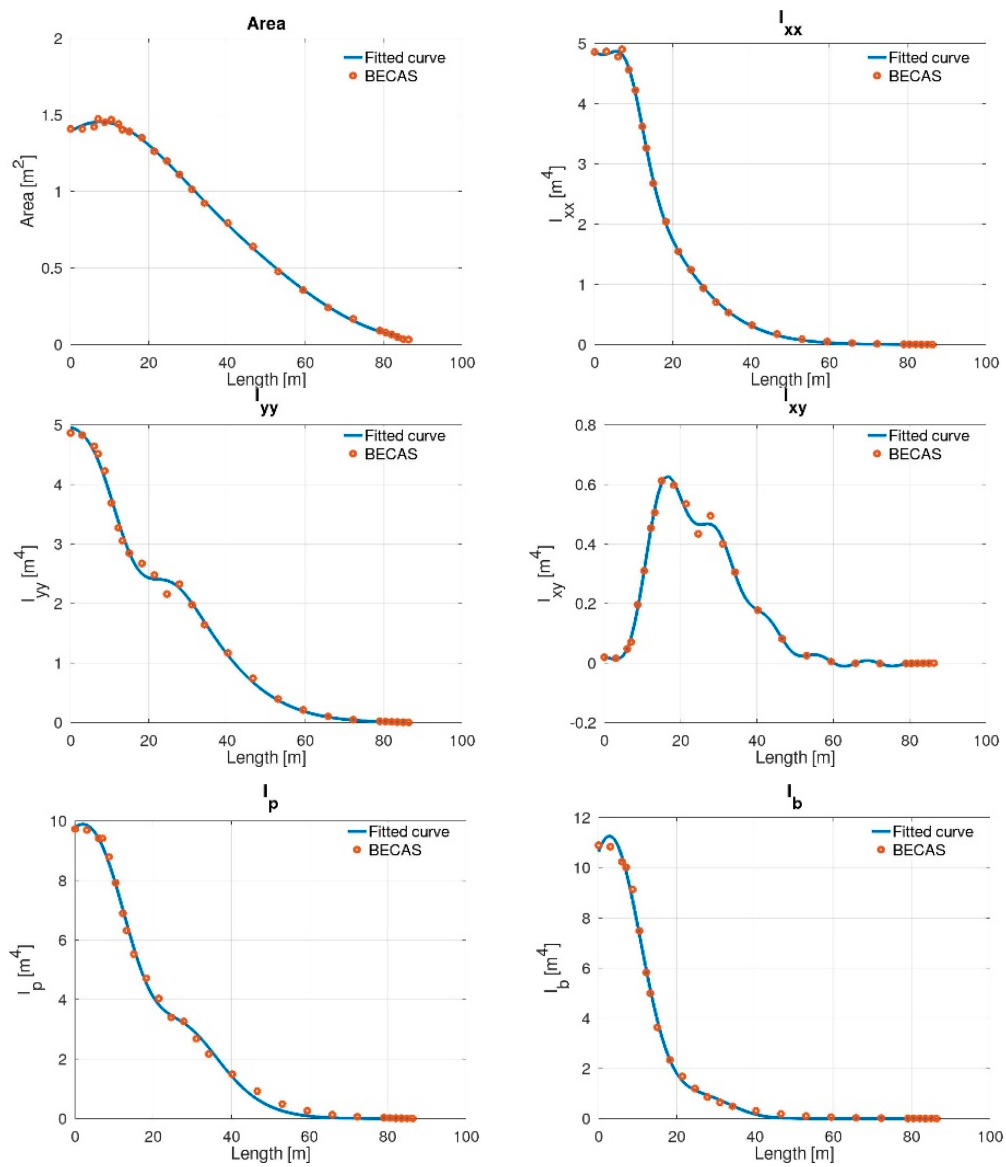 Area
2
1.5
1
0.5
0
Area [m2]
0 20 40 60 80 100
Length [m]
Fitted curve
BECAS
Ixx
5
4
3
2
1
0
Ixx [m4]
0 20 40 60 80 100
Length [m]
Fitted curve
BECAS
Iyy
5
4
3
2
1
0
Iyy [m4]
0 20 40 60 80 100
Length [m]
Fitted curve
BECAS
Ixy
0.8
0.6
0.4
0.2
0
-0.2
Ixy [m4]
0 20 40 60 80 100
Length [m]
Fitted curve
BECAS
Ip
10
8
6
4
2
0
Ip [m4]
0 20 40 60 80 100
Length [m]
Fitted curve
BECAS
Ib
12
10
8
6
4
2
0
Ib [m4]
0 20 40 60 80 100
Length [m]
Fitted curve
BECAS